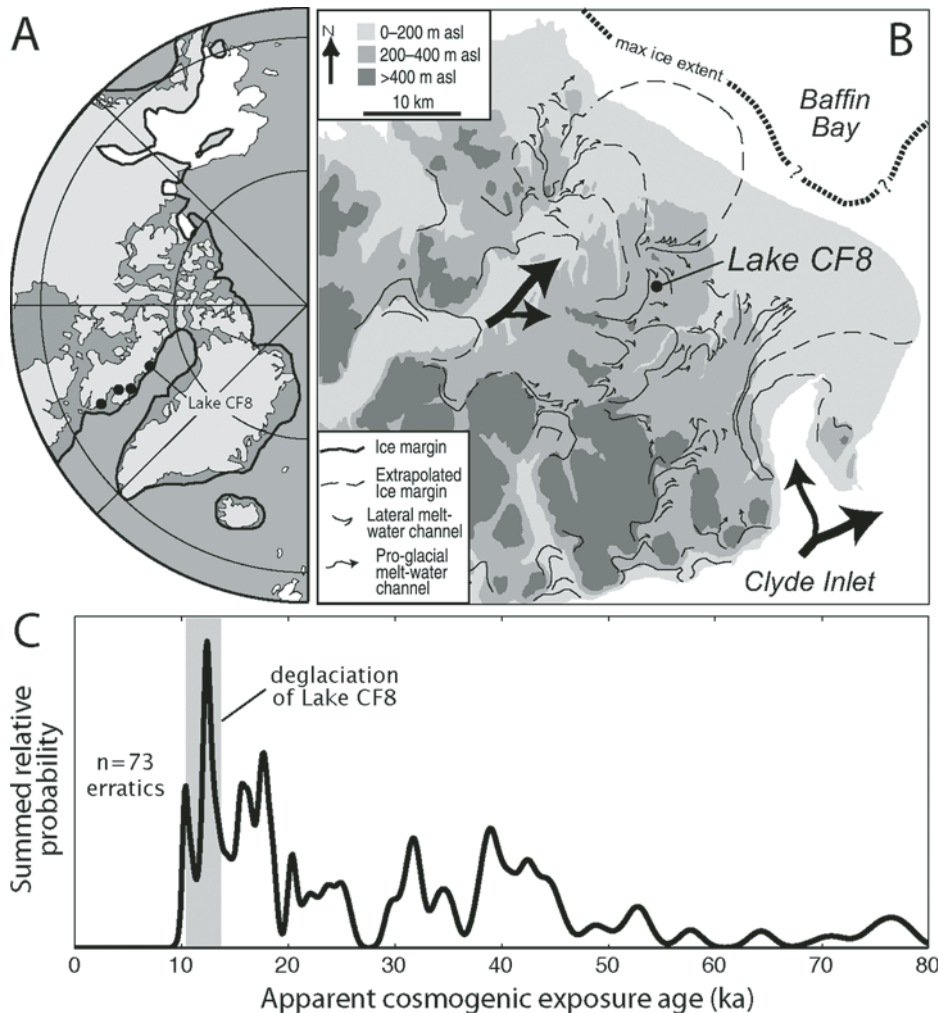 A
Lake CF8
B
N
0–200 m asl
200–400 m asl
>400 m asl
10 km
max ice extent
?
?
Baffin
Bay
Lake CF8
Ice margin
Extrapolated
Ice margin
Lateral melt-
water channel
Pro-glacial
melt-water
channel
Clyde Inlet
C
deglaciation
of Lake CF8
n=73
erratics
Summed relative
probability
0
10
20
30
40
50
60
70
80
Apparent cosmogenic exposure age (ka)